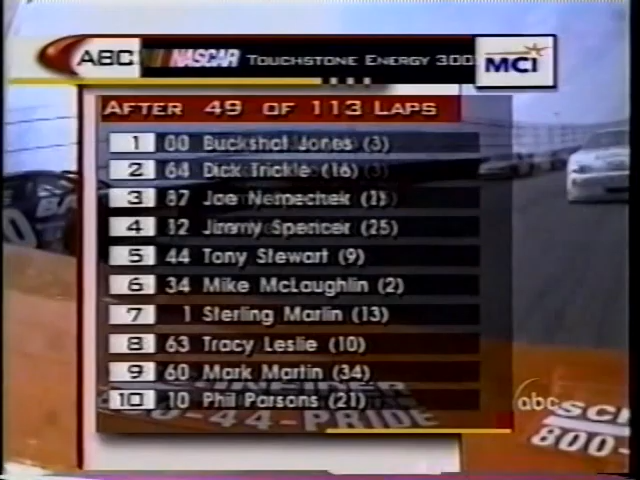 ABC NASCAR TOUCHSTONE ENERGY 300 MCI
AFTER 49 OF 113 LAPS
1 00 Buckshot Jones (3)
2 64 Dick Trickle (16)
3 87 Joe Nemechek (1)
4 12 Jimmy Spencer (25)
5 44 Tony Stewart (9)
6 34 Mike McLaughlin (2)
7 1 Sterling Marlin (13)
8 63 Tracy Leslie (10)
9 60 Mark Martin (34)
10 10 Phil Parsons (21)
-44-PRIDE
abc
800-